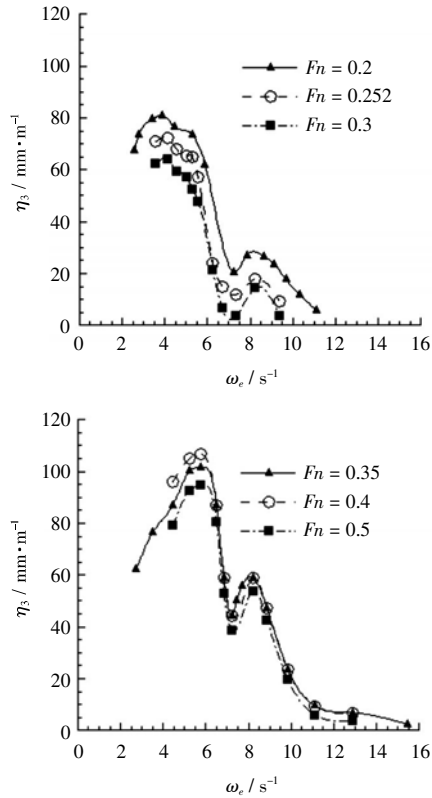 120
100
80
60
40
20
0
η₃ / mm•m⁻¹
Fn = 0.2
Fn = 0.252
Fn = 0.3
0 2 4 6 8 10 12 14 16
ωₑ / s⁻¹
120
100
80
60
40
20
0
η₃ / mm•m⁻¹
Fn = 0.35
Fn = 0.4
Fn = 0.5
0 2 4 6 8 10 12 14 16
ωₑ / s⁻¹